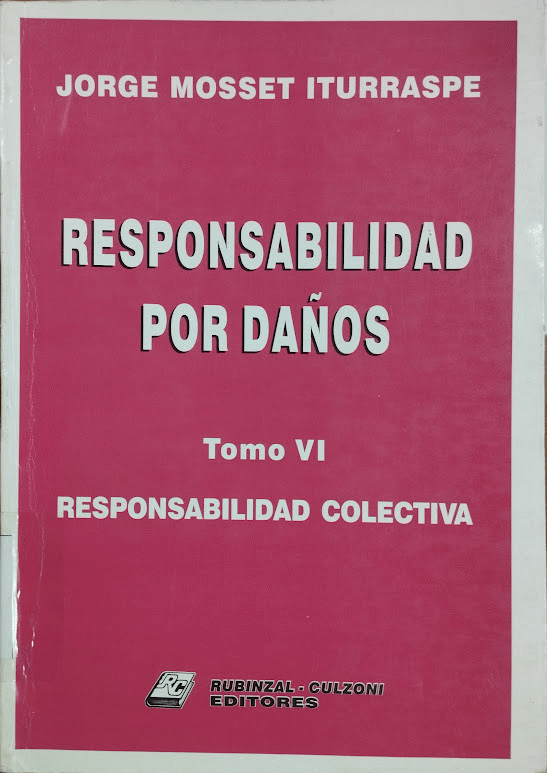 JORGE MOSSET ITURRASPE
RESPONSABILIDAD
POR DAÑOS
Tomo VI
RESPONSABILIDAD COLECTIVA
RC
RUBINZAL - CULZONI
EDITORES